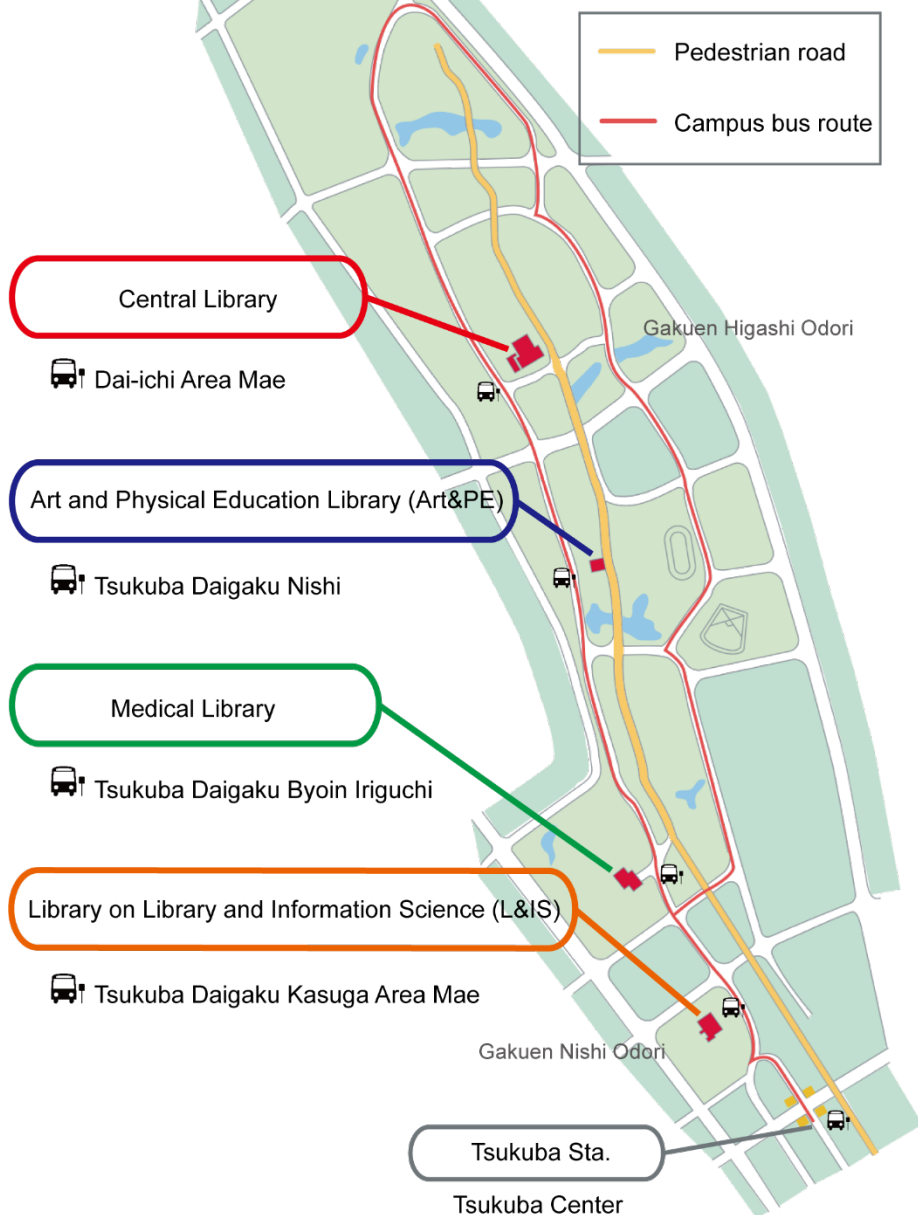 Pedestrian road
Campus bus route
Central Library
Gakuen Higashi Odori
Dai-ichi Area Mae
Art and Physical Education Library (Art&PE)
Tsukuba Daigaku Nishi
Medical Library
Tsukuba Daigaku Byoin Iriguchi
Library on Library and Information Science (L&IS)
Tsukuba Daigaku Kasuga Area Mae
Gakuen Nishi Odori
Tsukuba Sta.
Tsukuba Center